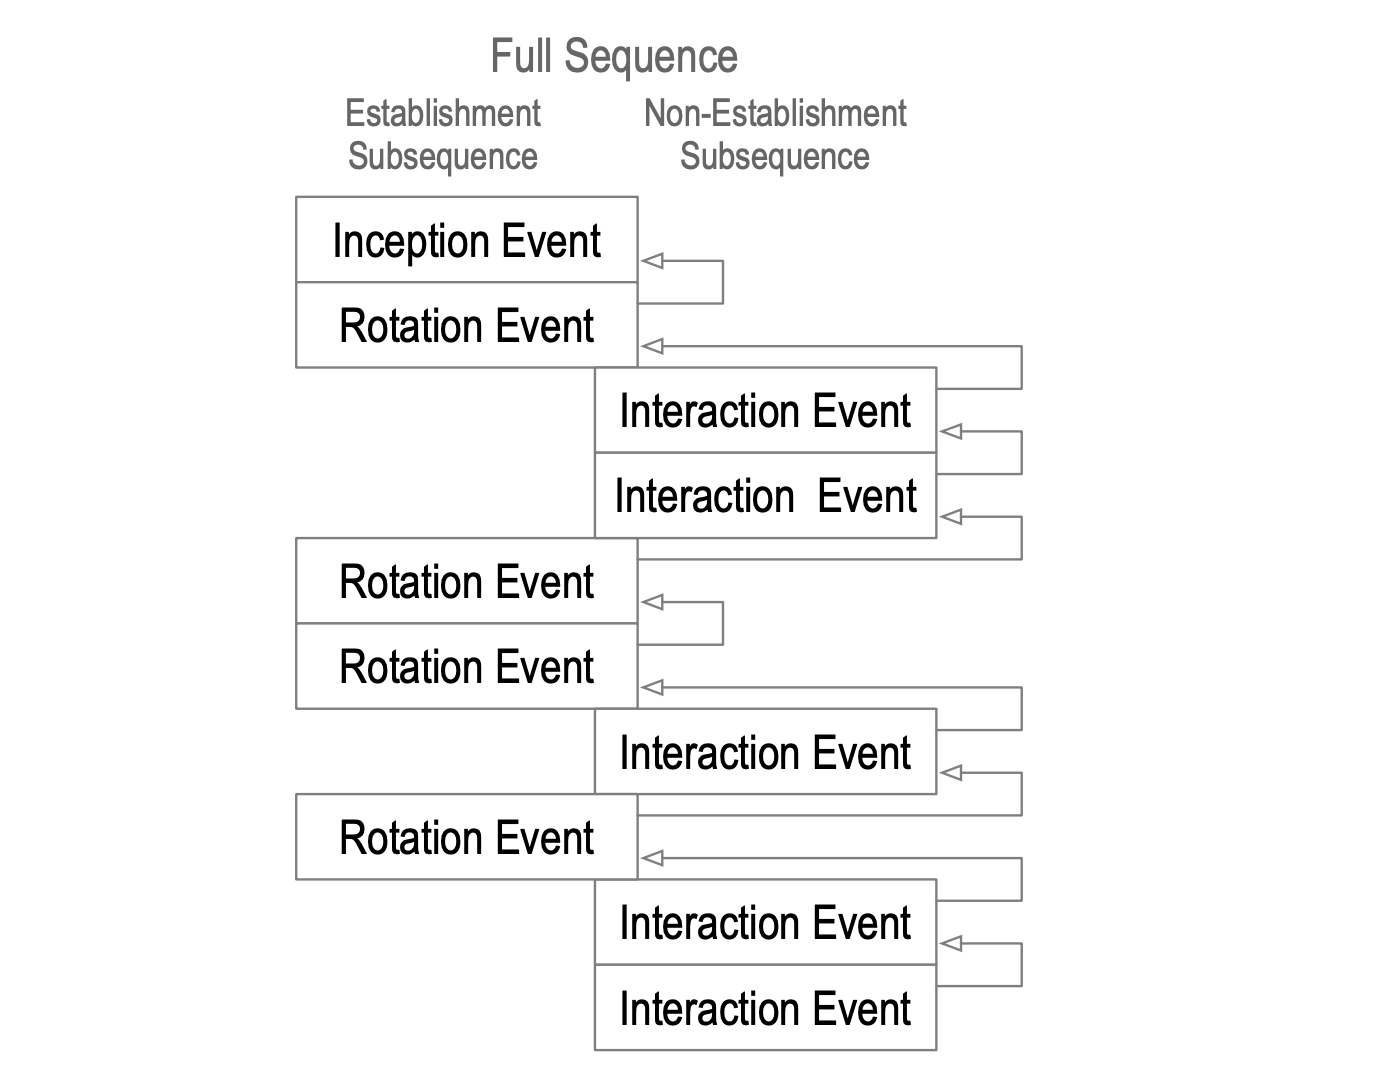 Full Sequence
Establishment
Subsequence
Non-Establishment
Subsequence
Inception Event
Rotation Event
Interaction Event
Interaction  Event
Rotation Event
Rotation Event
Interaction Event
Rotation Event
Interaction Event
Interaction Event